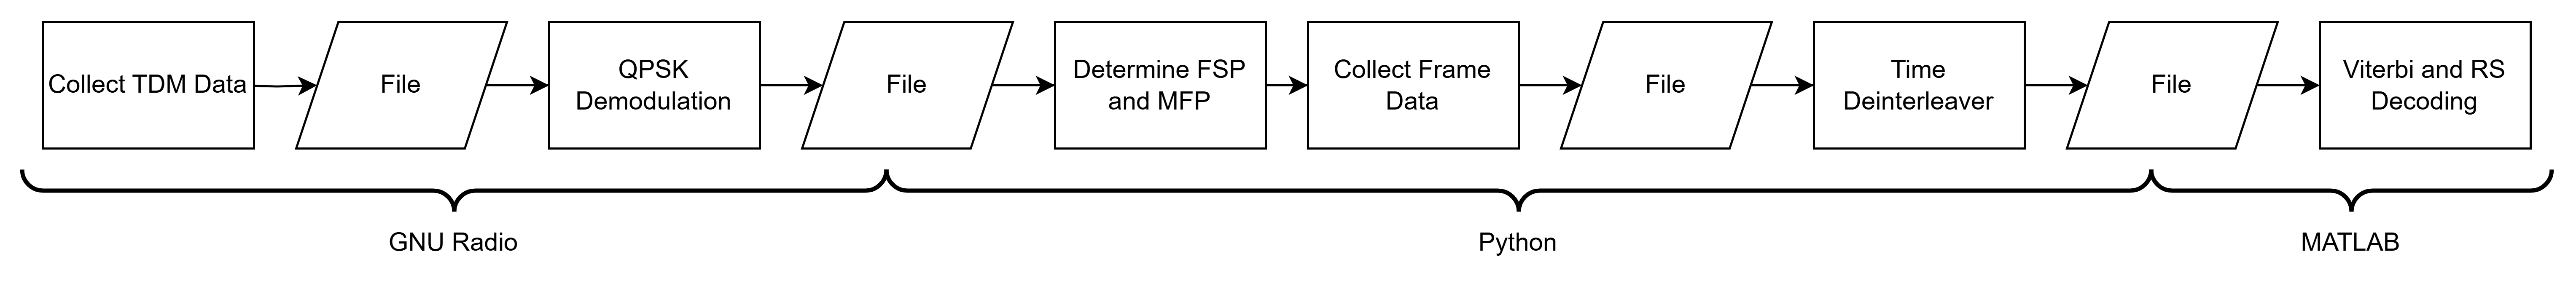 Collect TDM Data
File
QPSK
Demodulation
File
Determine FSP
and MFP
Collect Frame
Data
File
Time
Deinterleaver
File
Viterbi and RS
Decoding
GNU Radio
Python
MATLAB